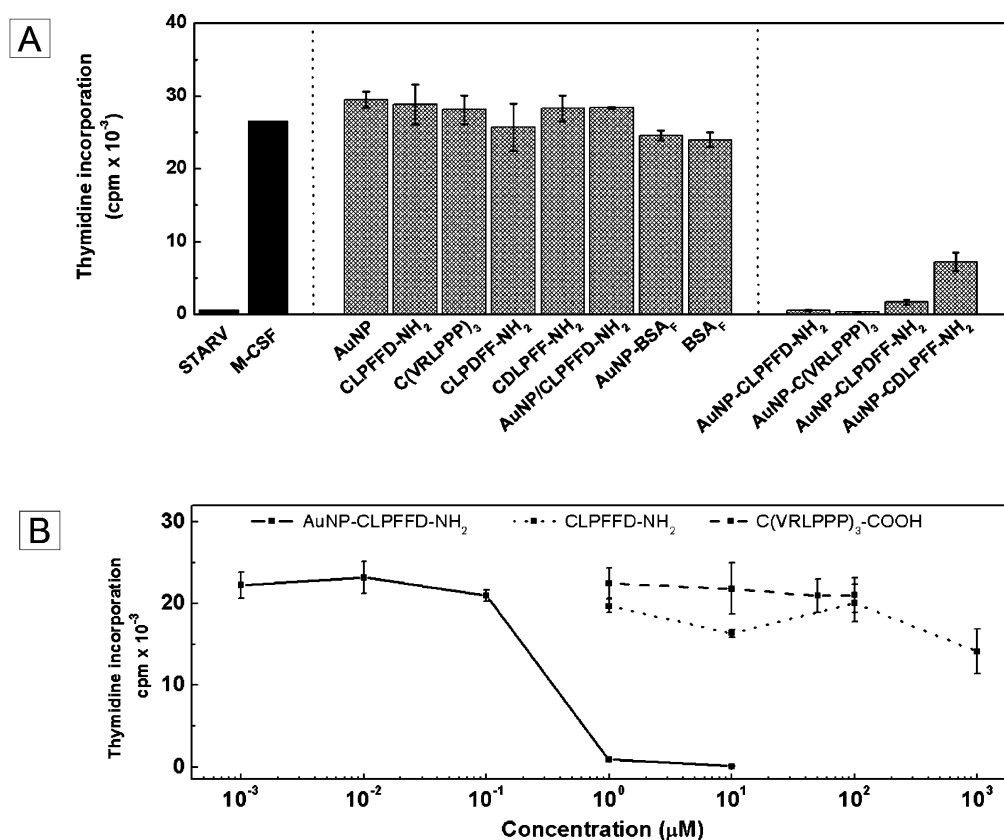 A
Thymidine incorporation
(cpm x 10⁻³)
40
30
20
10
0
STARV
M-CSF
AuNP
CLPFFD-NH₂
C(VRLPPP)₃
CLPDFF-NH₂
CDLPFF-NH₂
AuNP/CLPFFD-NH₂
AuNP-BSA_F
BSA_F
AuNP-CLPFFD-NH₂
AuNP-C(VRLPPP)₃
AuNP-CLPDFF-NH₂
AuNP-CDLPFF-NH₂
B
Thymidine incorporation
cpm x 10⁻³
AuNP-CLPFFD-NH₂
CLPFFD-NH₂
C(VRLPPP)₃-COOH
30
20
10
0
10⁻³
10⁻²
10⁻¹
10⁰
10¹
10²
10³
Concentration (μM)